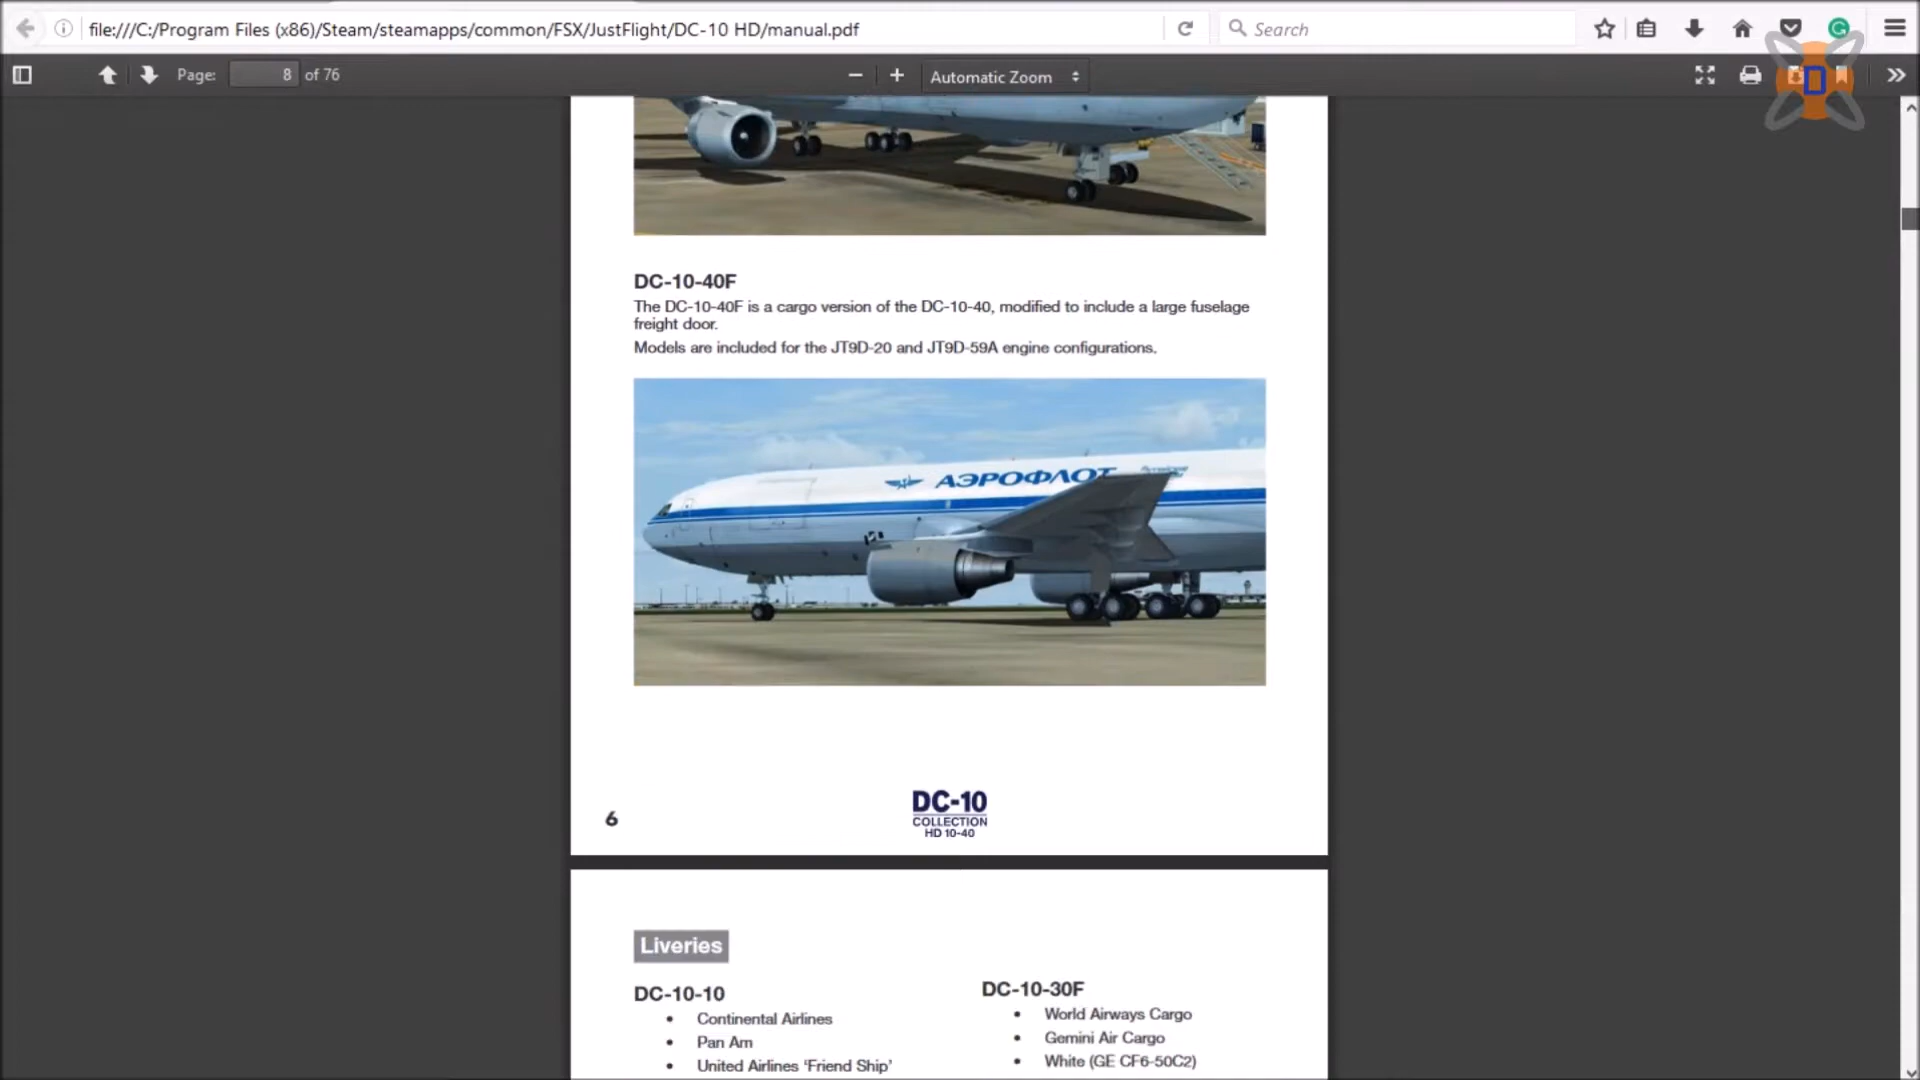 file:///C:/Program Files (x86)/Steam/steamapps/common/FSX/JustFlight/DC-10 HD/manual.pdf
Search
Page: 8 of 76
Automatic Zoom
DC-10-40F
The DC-10-40F is a cargo version of the DC-10-40, modified to include a large fuselage
freight door.
Models are included for the JT9D-20 and JT9D-59A engine configurations.
АЭРОФЛОТ
6
DC-10
COLLECTION
HD 10-40
Liveries
DC-10-10
• Continental Airlines
• Pan Am
• United Airlines ‘Friend Ship’
DC-10-30F
• World Airways Cargo
• Gemini Air Cargo
• White (GE CF6-50C2)